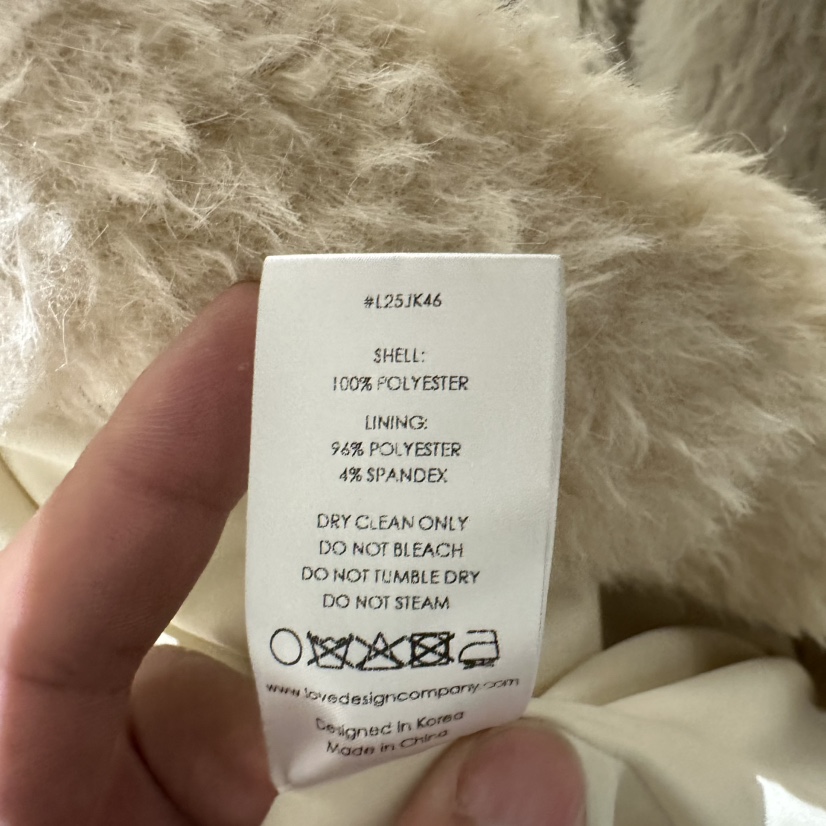 #L25JK46
SHELL:
100% POLYESTER
LINING:
96% POLYESTER
4% SPANDEX
DRY CLEAN ONLY
DO NOT BLEACH
DO NOT TUMBLE DRY
DO NOT STEAM
www.lovedesigncompany.com
Designed in Korea
Made in China